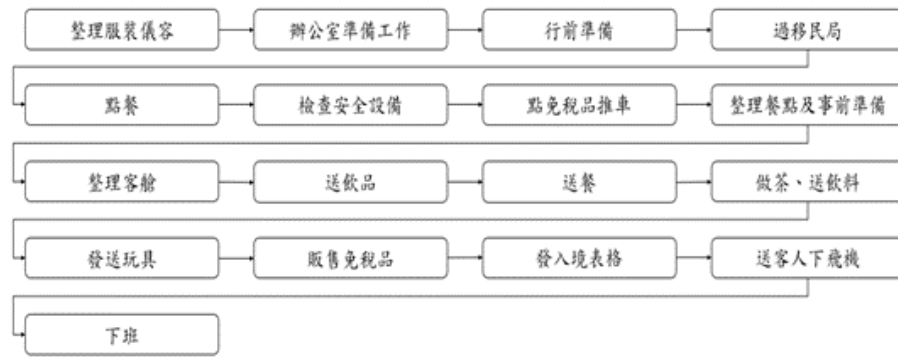 整理服裝儀容
辦公室準備工作
行前準備
過移民局
點餐
檢查安全設備
點免稅品推車
整理餐點及事前準備
整理客艙
送飲品
送餐
做茶、送飲料
發送玩具
販售免稅品
發入境表格
送客人下飛機
下班